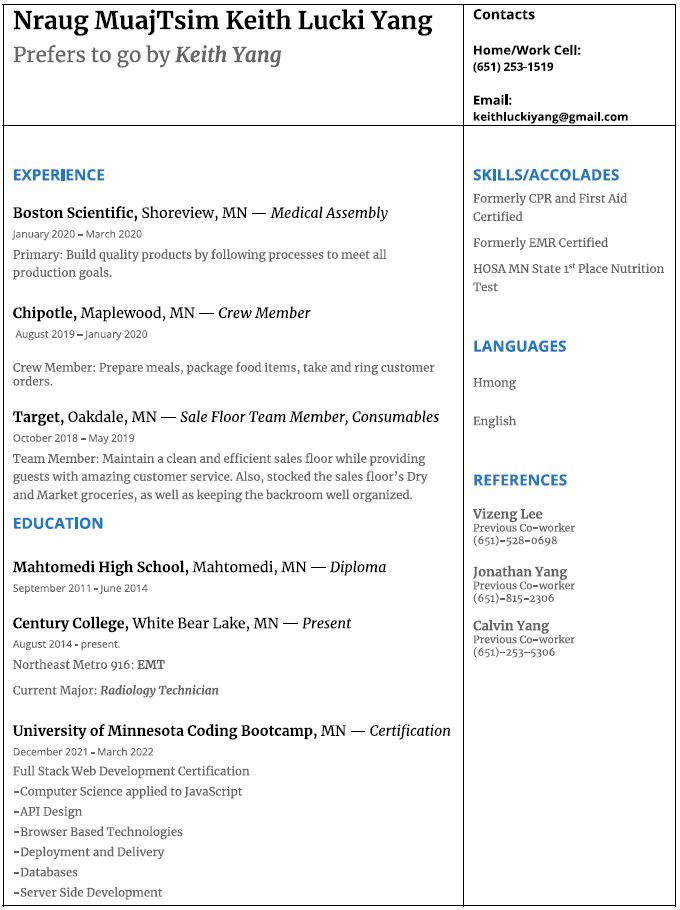 Nraug MuajTsim Keith Lucki Yang
Prefers to go by Keith Yang
Contacts
Home/Work Cell:
(651) 253-1519
Email:
keithluckiyang@gmail.com
EXPERIENCE
Boston Scientific, Shoreview, MN — Medical Assembly
January 2020 – March 2020
Primary: Build quality products by following processes to meet all
production goals.
Chipotle, Maplewood, MN — Crew Member
August 2019 – January 2020
Crew Member: Prepare meals, package food items, take and ring customer
orders.
Target, Oakdale, MN — Sale Floor Team Member, Consumables
October 2018 – May 2019
Team Member: Maintain a clean and efficient sales floor while providing
guests with amazing customer service. Also, stocked the sales floor's Dry
and Market groceries, as well as keeping the backroom well organized.
EDUCATION
Mahtomedi High School, Mahtomedi, MN — Diploma
September 2011 - June 2014
Century College, White Bear Lake, MN — Present
August 2014 - present.
Northeast Metro 916: EMT
Current Major: Radiology Technician
University of Minnesota Coding Bootcamp, MN — Certification
December 2021 - March 2022
Full Stack Web Development Certification
-Computer Science applied to JavaScript
-API Design
-Browser Based Technologies
-Deployment and Delivery
-Databases
-Server Side Development
SKILLS/ACCOLADES
Formerly CPR and First Aid
Certified
Formerly EMR Certified
HOSA MN State 1st Place Nutrition
Test
LANGUAGES
Hmong
English
REFERENCES
Vizeng Lee
Previous Co-worker
(651)-528-0698
Jonathan Yang
Previous Co-worker
(651)-815-2306
Calvin Yang
Previous Co-worker
(651)-253-5306